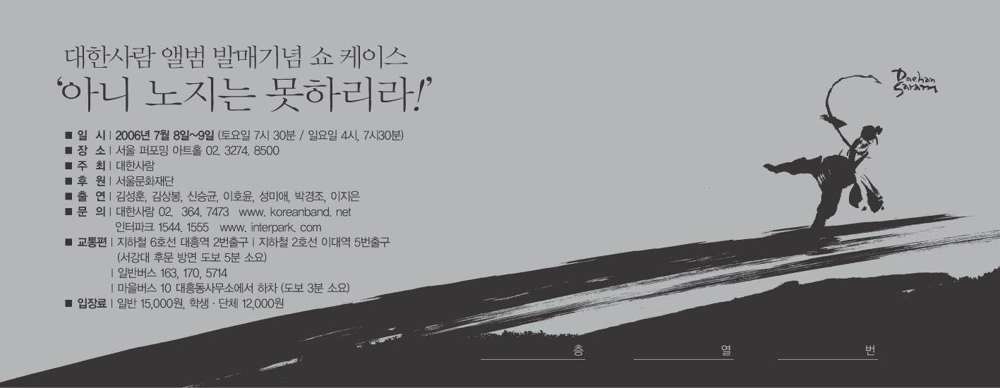 대한사람 앨범 발매기념 쇼 케이스
‘아니 노지는 못하리라!’
Daehan
Saram
■ 일 시 | 2006년 7월 8일~9일 (토요일 7시 30분 / 일요일 4시, 7시30분)
■ 장 소 | 서울 퍼포밍 아트홀 02. 3274. 8500
■ 주 최 | 대한사람
■ 후 원 | 서울문화재단
■ 출 연 | 김성훈, 김상봉, 신승균, 이호윤, 성미애, 박경조, 이지은
■ 문 의 | 대한사람 02. 364. 7473 www. koreanband. net
인터파크 1544. 1555 www. interpark. com
■ 교통편 | 지하철 6호선 대흥역 2번출구 | 지하철 2호선 이대역 5번출구
(서강대 후문 방면 도보 5분 소요)
| 일반버스 163, 170, 5714
| 마을버스 10 대흥동사무소에서 하차 (도보 3분 소요)
■ 입장료 | 일반 15,000원, 학생 · 단체 12,000원
층 열 번